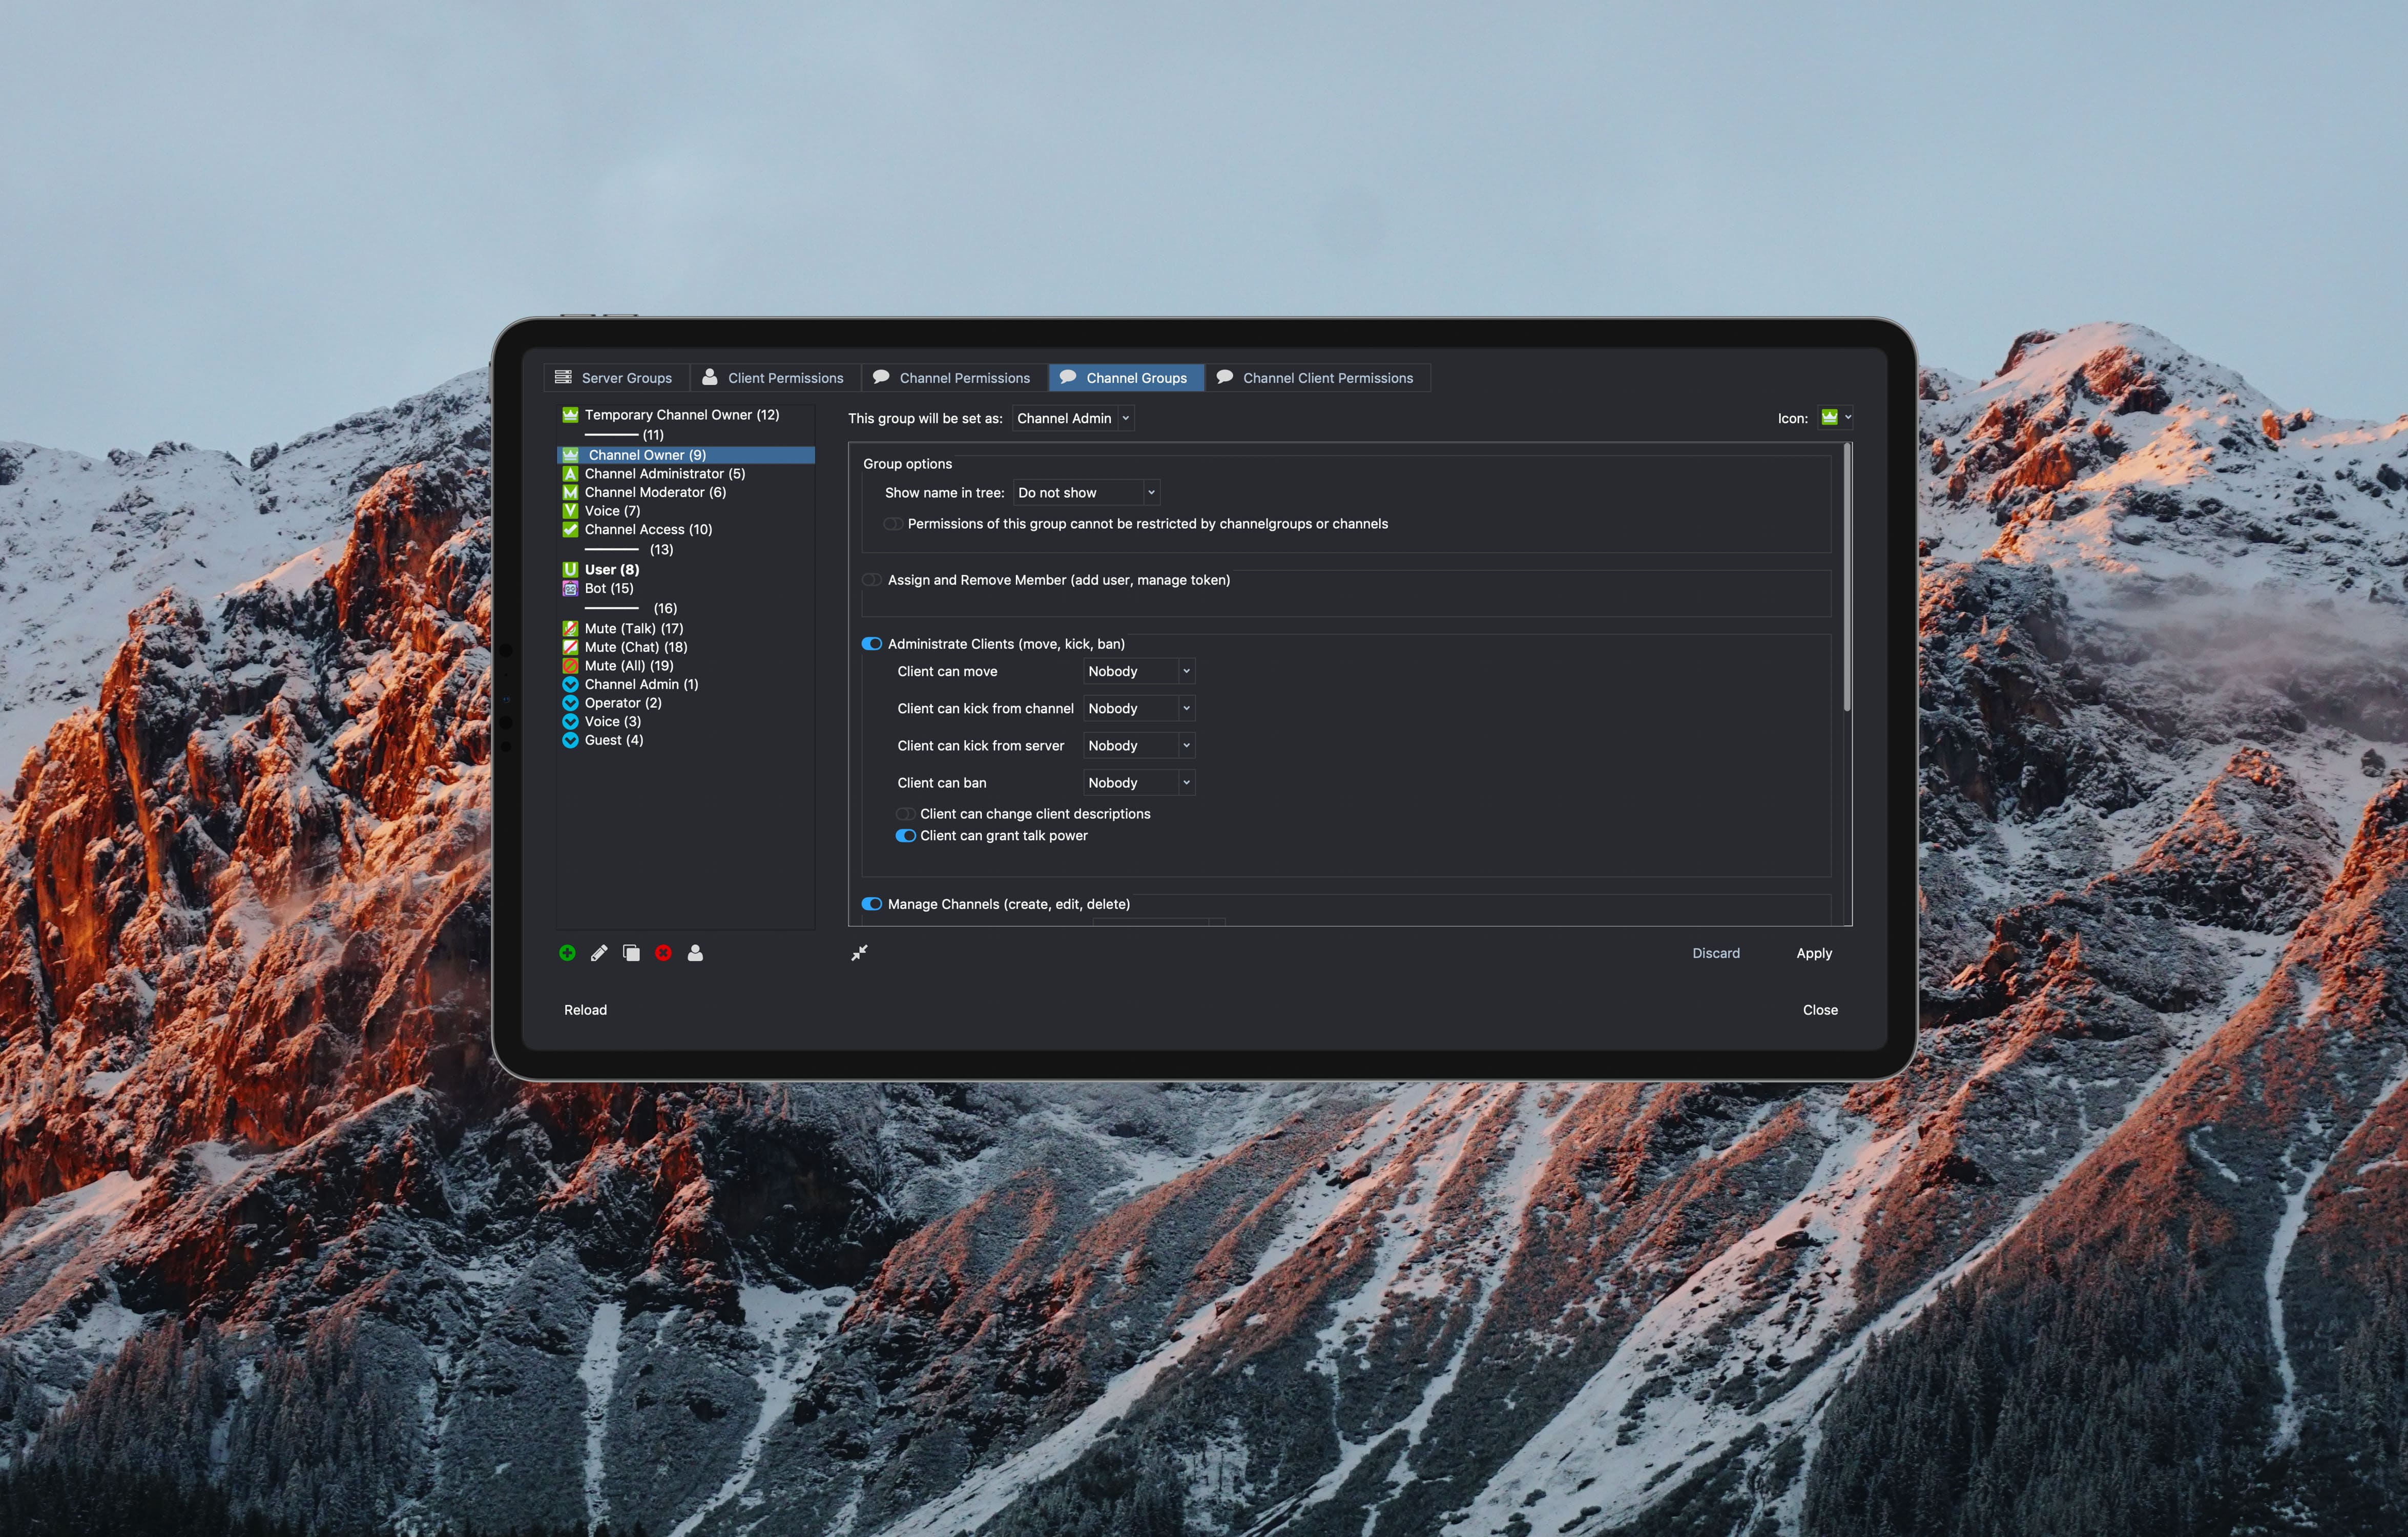 Server Groups
Client Permissions
Channel Permissions
Channel Groups
Channel Client Permissions
Temporary Channel Owner (12)
(11)
Channel Owner (9)
Channel Administrator (5)
Channel Moderator (6)
Voice (7)
Channel Access (10)
(13)
User (8)
Bot (15)
(16)
Mute (Talk) (17)
Mute (Chat) (18)
Mute (All) (19)
Channel Admin (1)
Operator (2)
Voice (3)
Guest (4)
This group will be set as: Channel Admin
Icon:
Group options
Show name in tree: Do not show
Permissions of this group cannot be restricted by channelgroups or channels
Assign and Remove Member (add user, manage token)
Administrate Clients (move, kick, ban)
Client can move Nobody
Client can kick from channel Nobody
Client can kick from server Nobody
Client can ban Nobody
Client can change client descriptions
Client can grant talk power
Manage Channels (create, edit, delete)
Discard
Apply
Reload
Close